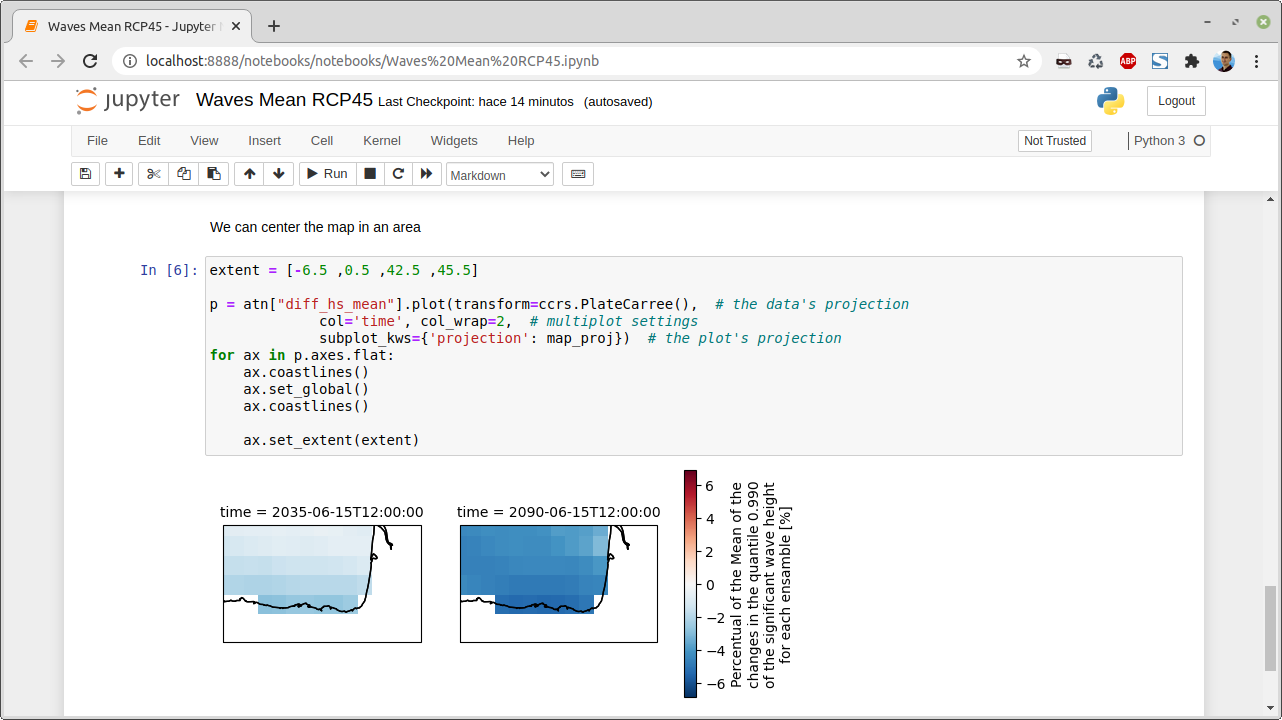 Waves Mean RCP45 - Jupyter
localhost:8888/notebooks/notebooks/Waves%20Mean%20RCP45.ipynb
ABP
jupyter Waves Mean RCP45 Last Checkpoint: hace 14 minutos (autosaved) Logout
File Edit View Insert Cell Kernel Widgets Help Not Trusted Python 3
Run Markdown
We can center the map in an area
In [6]: extent = [-6.5 ,0.5 ,42.5 ,45.5]
p = atn["diff_hs_mean"].plot(transform=ccrs.PlateCarree(),  # the data's projection
             col='time', col_wrap=2,  # multiplot settings
             subplot_kws={'projection': map_proj})  # the plot's projection
for ax in p.axes.flat:
    ax.coastlines()
    ax.set_global()
    ax.coastlines()
    ax.set_extent(extent)
time = 2035-06-15T12:00:00
time = 2090-06-15T12:00:00
6
4
2
0
−2
−4
−6
Percentual of the Mean of the
changes in the quantile 0.990
of the significant wave height
for each ensamble [%]